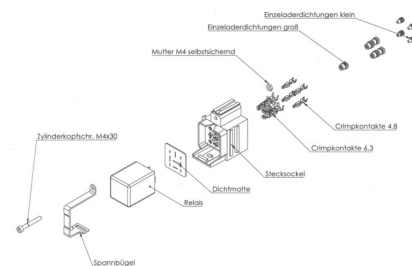 Einzeladerdichtungen klein
Einzeladerdichtungen groß
Mutter M4 selbstsichernd
Crimpkontakte 4,8
Zylinderkopfschr. M4x30
Crimpkontakte 6.3
Stecksockel
Dichtmatte
Relais
Spannbügel